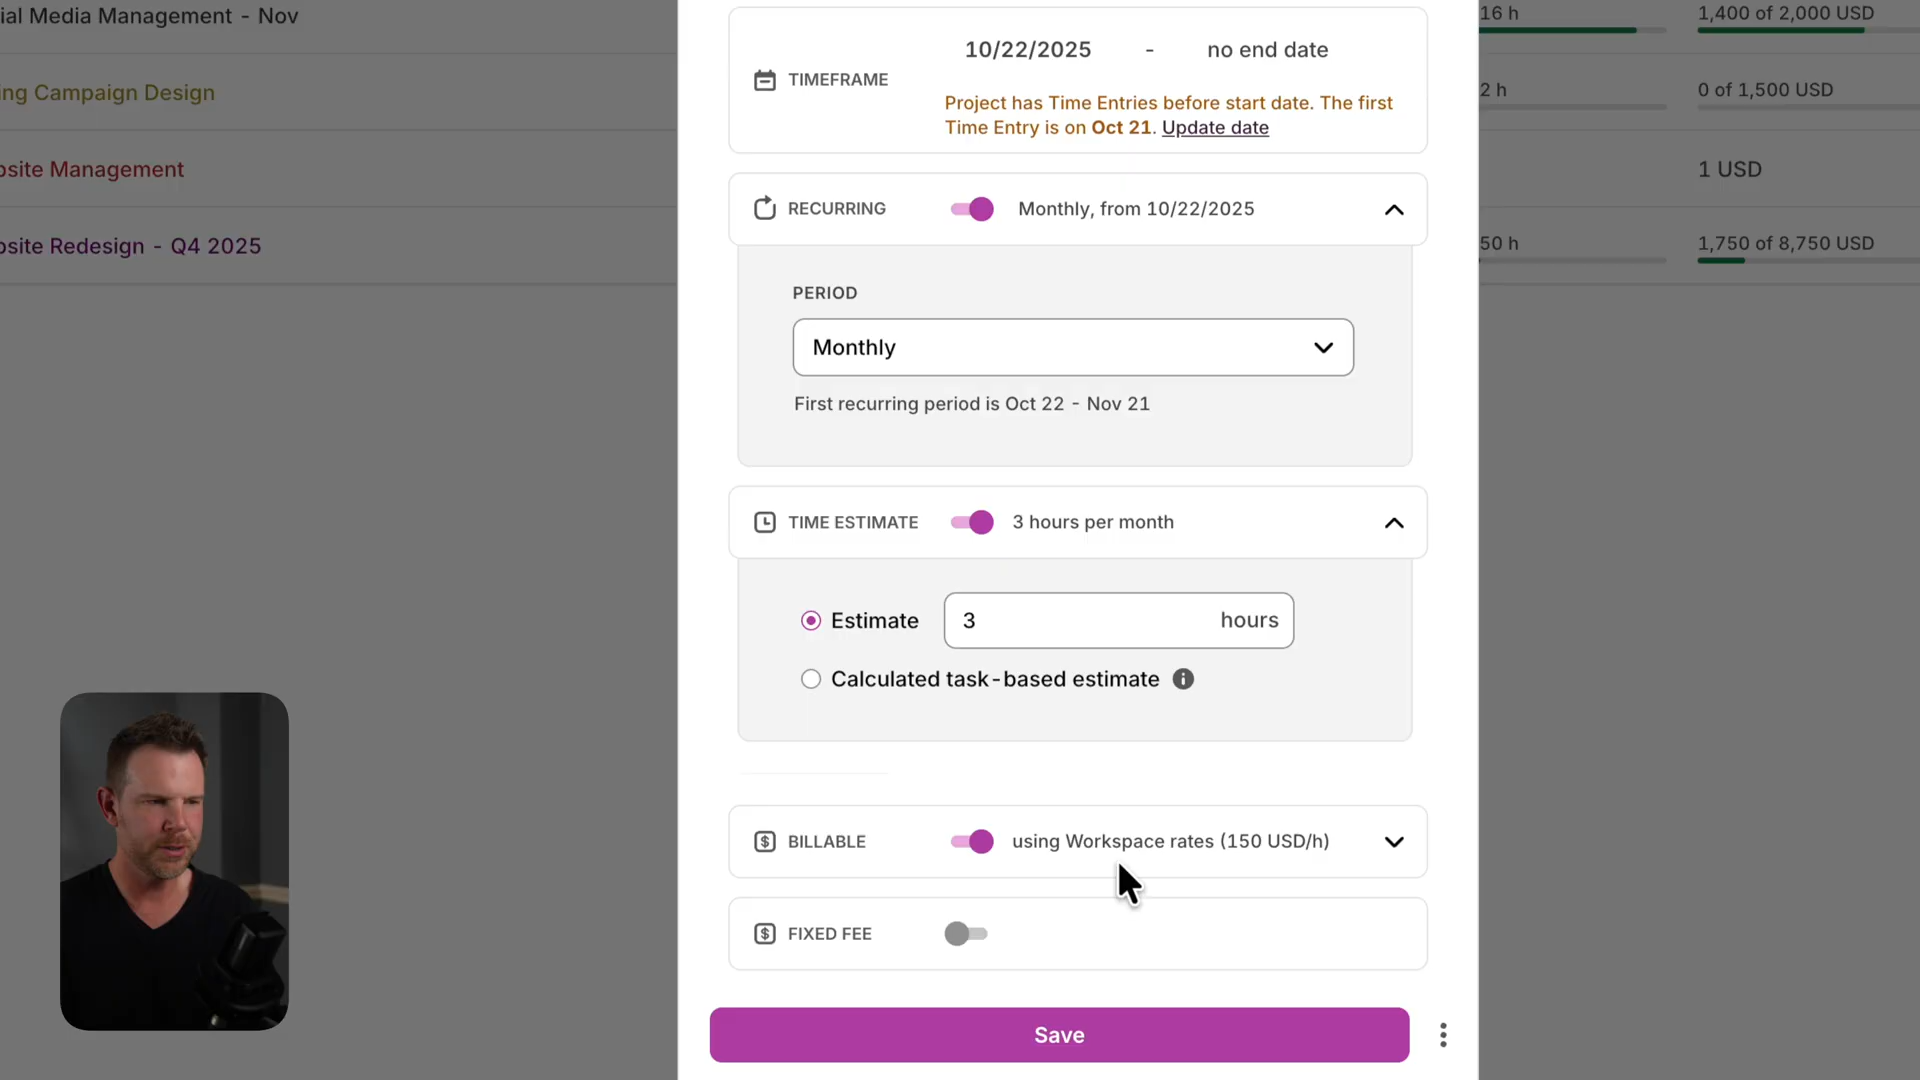 ial Media Management - Nov
16 h
1,400 of 2,000 USD
ing Campaign Design
2 h
0 of 1,500 USD
site Management
1 USD
site Redesign - Q4 2025
50 h
1,750 of 8,750 USD
TIMEFRAME
10/22/2025 - no end date
Project has Time Entries before start date. The first
Time Entry is on Oct 21. Update date
RECURRING
Monthly, from 10/22/2025
PERIOD
Monthly
First recurring period is Oct 22 - Nov 21
TIME ESTIMATE
3 hours per month
Estimate
3 hours
Calculated task-based estimate
BILLABLE
using Workspace rates (150 USD/h)
FIXED FEE
Save